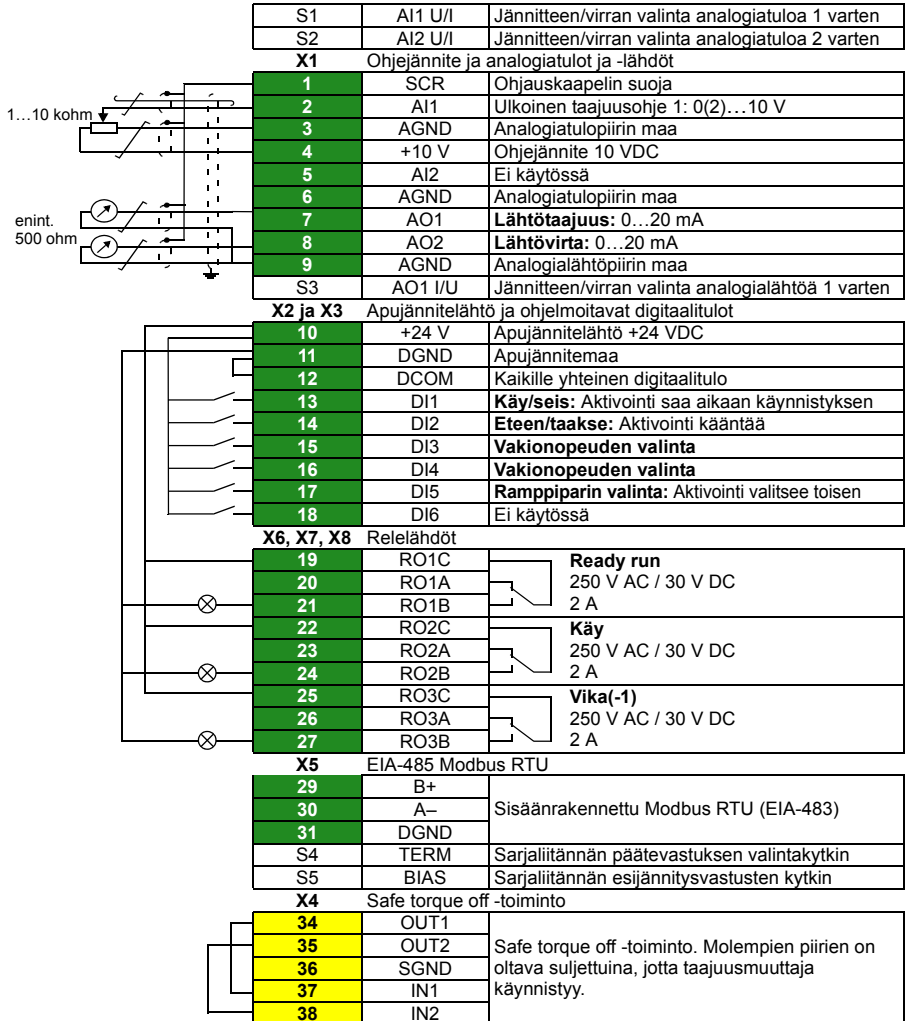 S1 AI1 U/I Jännitteen/virran valinta analogiatuloa 1 varten
S2 AI2 U/I Jännitteen/virran valinta analogiatuloa 2 varten
X1 Ohjejännite ja analogiatulot ja -lähdöt
1 SCR Ohjauskaapelin suoja
1…10 kohm
2 AI1 Ulkoinen taajuusohje 1: 0(2)…10 V
3 AGND Analogiatulopiirin maa
4 +10 V Ohjejännite 10 VDC
5 AI2 Ei käytössä
6 AGND Analogiatulopiirin maa
enint.
500 ohm
7 AO1 Lähtötaajuus: 0…20 mA
8 AO2 Lähtövirta: 0…20 mA
9 AGND Analogialähtöpiirin maa
S3 AO1 I/U Jännitteen/virran valinta analogialähtöä 1 varten
X2 ja X3 Apujännitelähtö ja ohjelmoitavat digitaalitulot
10 +24 V Apujännitelähtö +24 VDC
11 DGND Apujännitemaa
12 DCOM Kaikille yhteinen digitaalitulo
13 DI1 Käy/seis: Aktivointi saa aikaan käynnistyksen
14 DI2 Eteen/taakse: Aktivointi kääntää
15 DI3 Vakionopeuden valinta
16 DI4 Vakionopeuden valinta
17 DI5 Ramppiparin valinta: Aktivointi valitsee toisen
18 DI6 Ei käytössä
X6, X7, X8 Relelähdöt
19 RO1C Ready run
20 RO1A 250 V AC / 30 V DC
21 RO1B 2 A
22 RO2C Käy
23 RO2A 250 V AC / 30 V DC
24 RO2B 2 A
25 RO3C Vika(-1)
26 RO3A 250 V AC / 30 V DC
27 RO3B 2 A
X5 EIA-485 Modbus RTU
29 B+
30 A– Sisäänrakennettu Modbus RTU (EIA-483)
31 DGND
S4 TERM Sarjaliitännän päätevastuksen valintakytkin
S5 BIAS Sarjaliitännän esijännitysvastusten kytkin
X4 Safe torque off -toiminto
34 OUT1
35 OUT2 Safe torque off -toiminto. Molempien piirien on
36 SGND oltava suljettuina, jotta taajuusmuuttaja
37 IN1 käynnistyy.
38 IN2